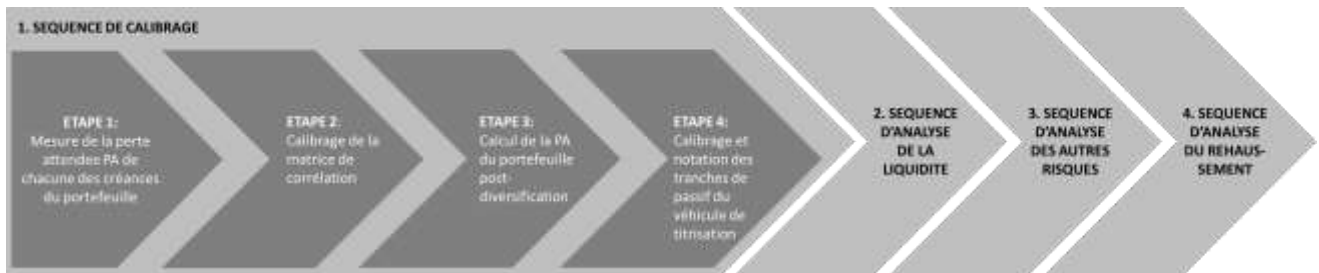 1. SEQUENCE DE CALIBRAGE
ETAPE 1:
Mesure de la perte
attendee PA de
chacune des créances
du portefeuille
ETAPE 2:
Calibrage de la
matrice de
corrélation
ETAPE 3:
Calcul de la PA
du portefeuille
post-
diversification
ETAPE 4:
Calibrage et
notation des
tranches de
passif du
véhicule de
titrisation
2. SEQUENCE
D'ANALYSE
DE LA
LIQUIDITE
3. SEQUENCE
D'ANALYSE
DES AUTRES
RISQUES
4. SEQUENCE
D'ANALYSE
DU REHAUS-
SEMENT